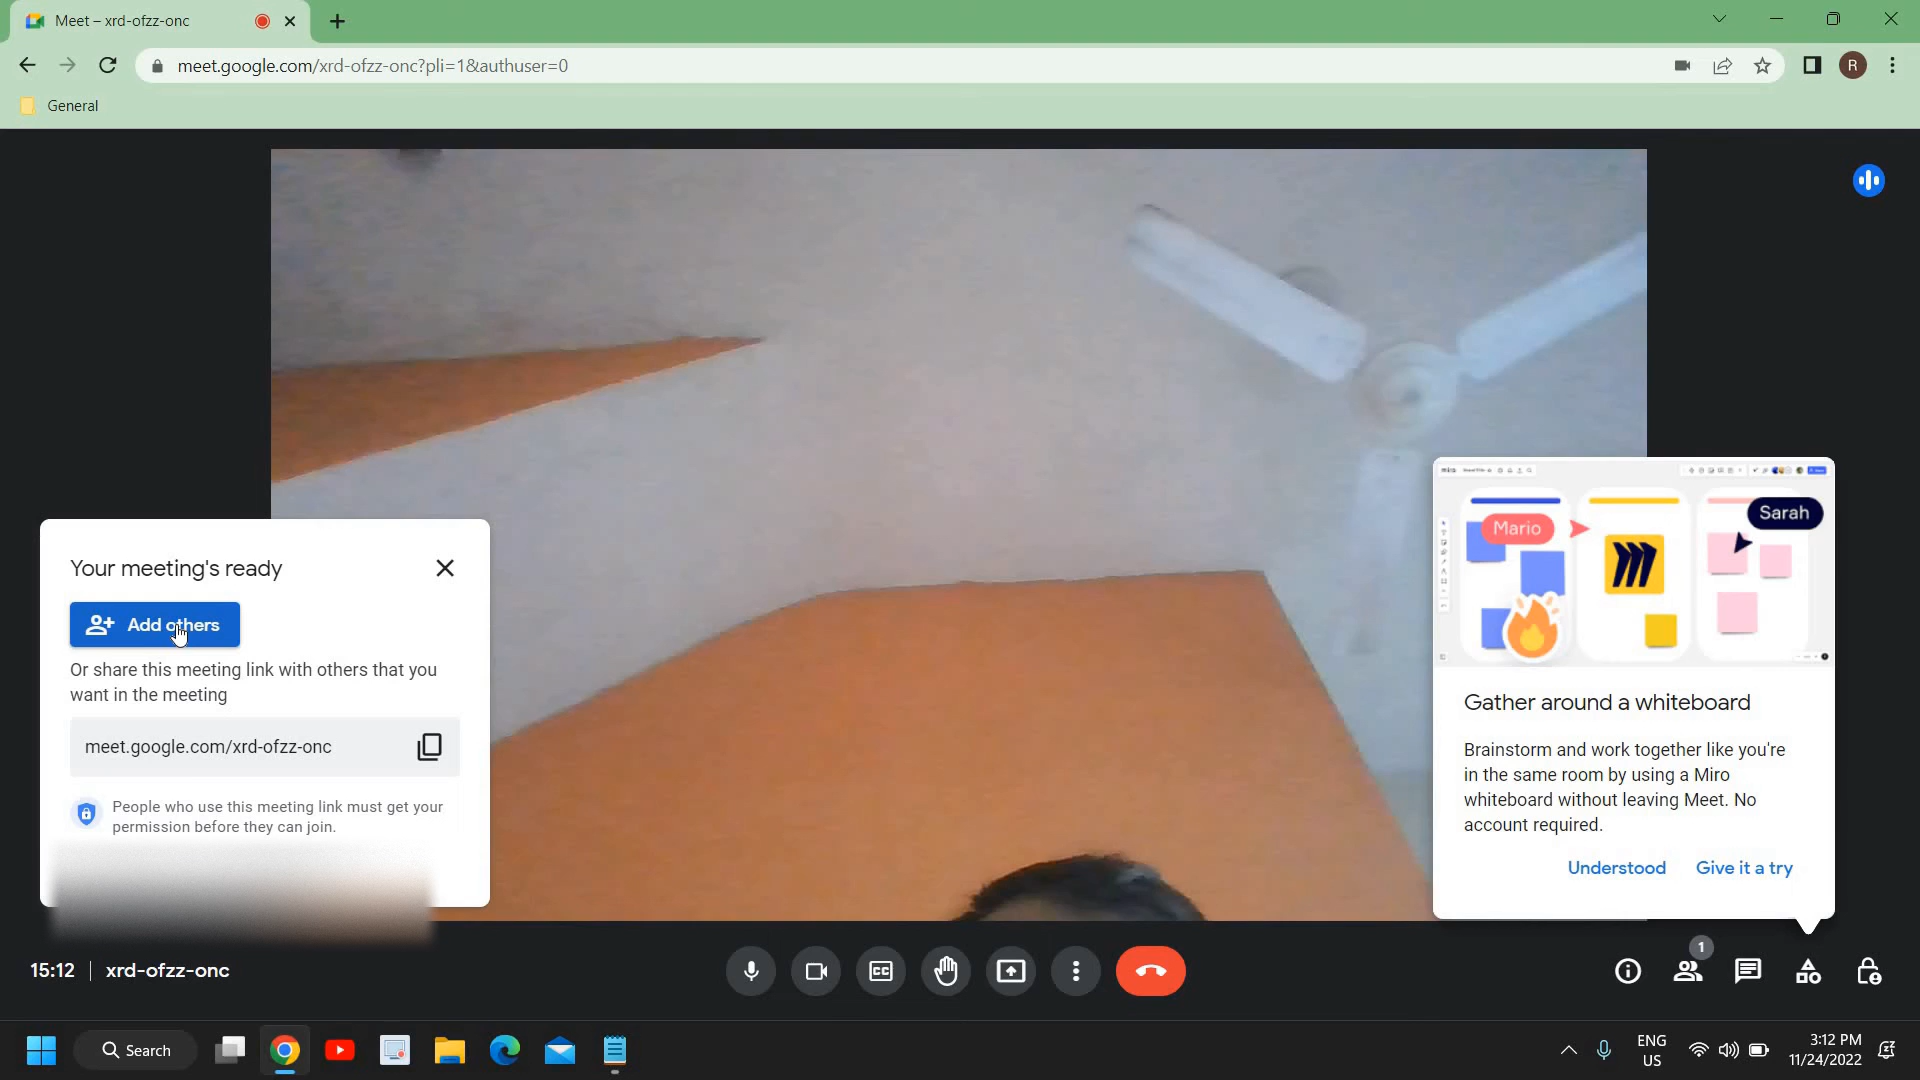 Meet – xrd-ofzz-onc
meet.google.com/xrd-ofzz-onc?pli=1&authuser=0
R
General
Your meeting's ready
Add others
Or share this meeting link with others that you
want in the meeting
meet.google.com/xrd-ofzz-onc
People who use this meeting link must get your
permission before they can join.
miro
Mario
Sarah
Gather around a whiteboard
Brainstorm and work together like you're
in the same room by using a Miro
whiteboard without leaving Meet. No
account required.
Understood
Give it a try
15:12
xrd-ofzz-onc
CC
1
Search
ENG
US
3:12 PM
11/24/2022